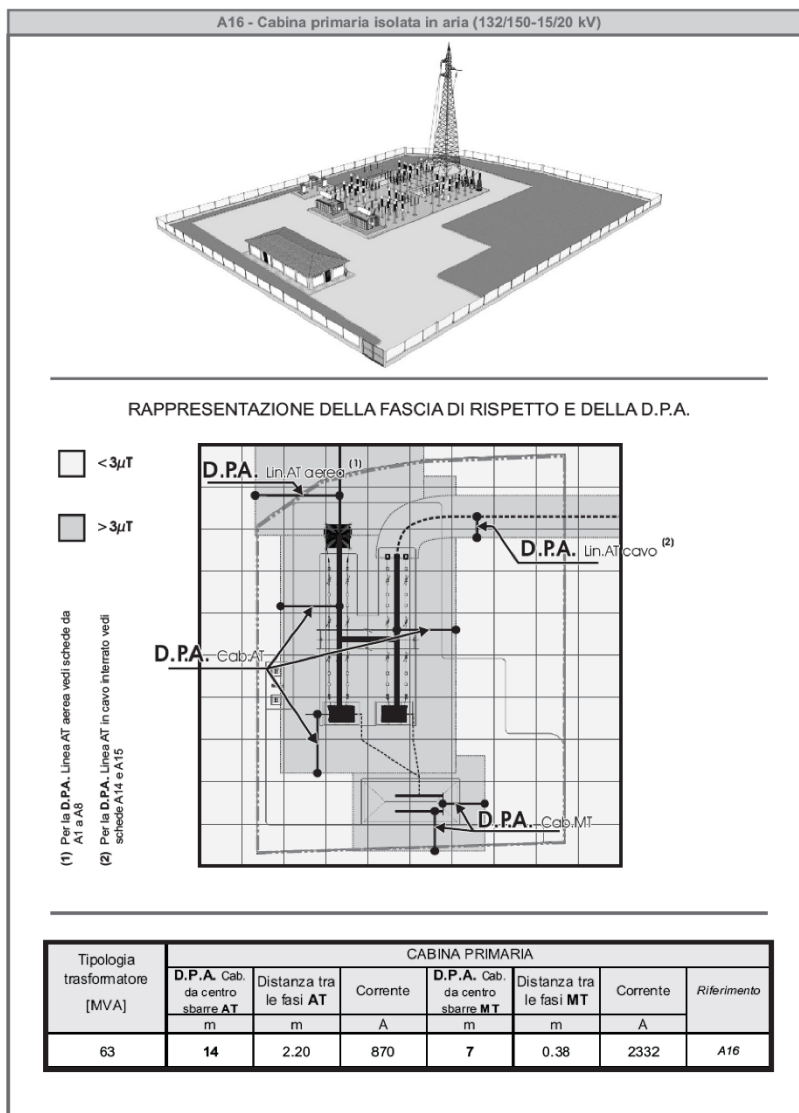 A16 - Cabina primaria isolata in aria (132/150-15/20 kV)
RAPPRESENTAZIONE DELLA FASCIA DI RISPETTO E DELLA D.P.A.
< 3μT
> 3μT
D.P.A. Lin.AT aerea (1)
D.P.A. Lin.AT cavo (2)
D.P.A. Cab.AT
D.P.A. Cab.MT
(1) Per la D.P.A. Linea AT aerea vedi schede da
A1 a A8
(2) Per la D.P.A. Linea AT in cavo interrato vedi
schede A14 e A15
Tipologia
trasformatore
[MVA]
CABINA PRIMARIA
D.P.A. Cab.
da centro
sbarre AT
Distanza tra
le fasi AT
Corrente
D.P.A. Cab.
da centro
sbarre MT
Distanza tra
le fasi MT
Corrente
Riferimento
m m A m m A
63 14 2.20 870 7 0.38 2332 A16